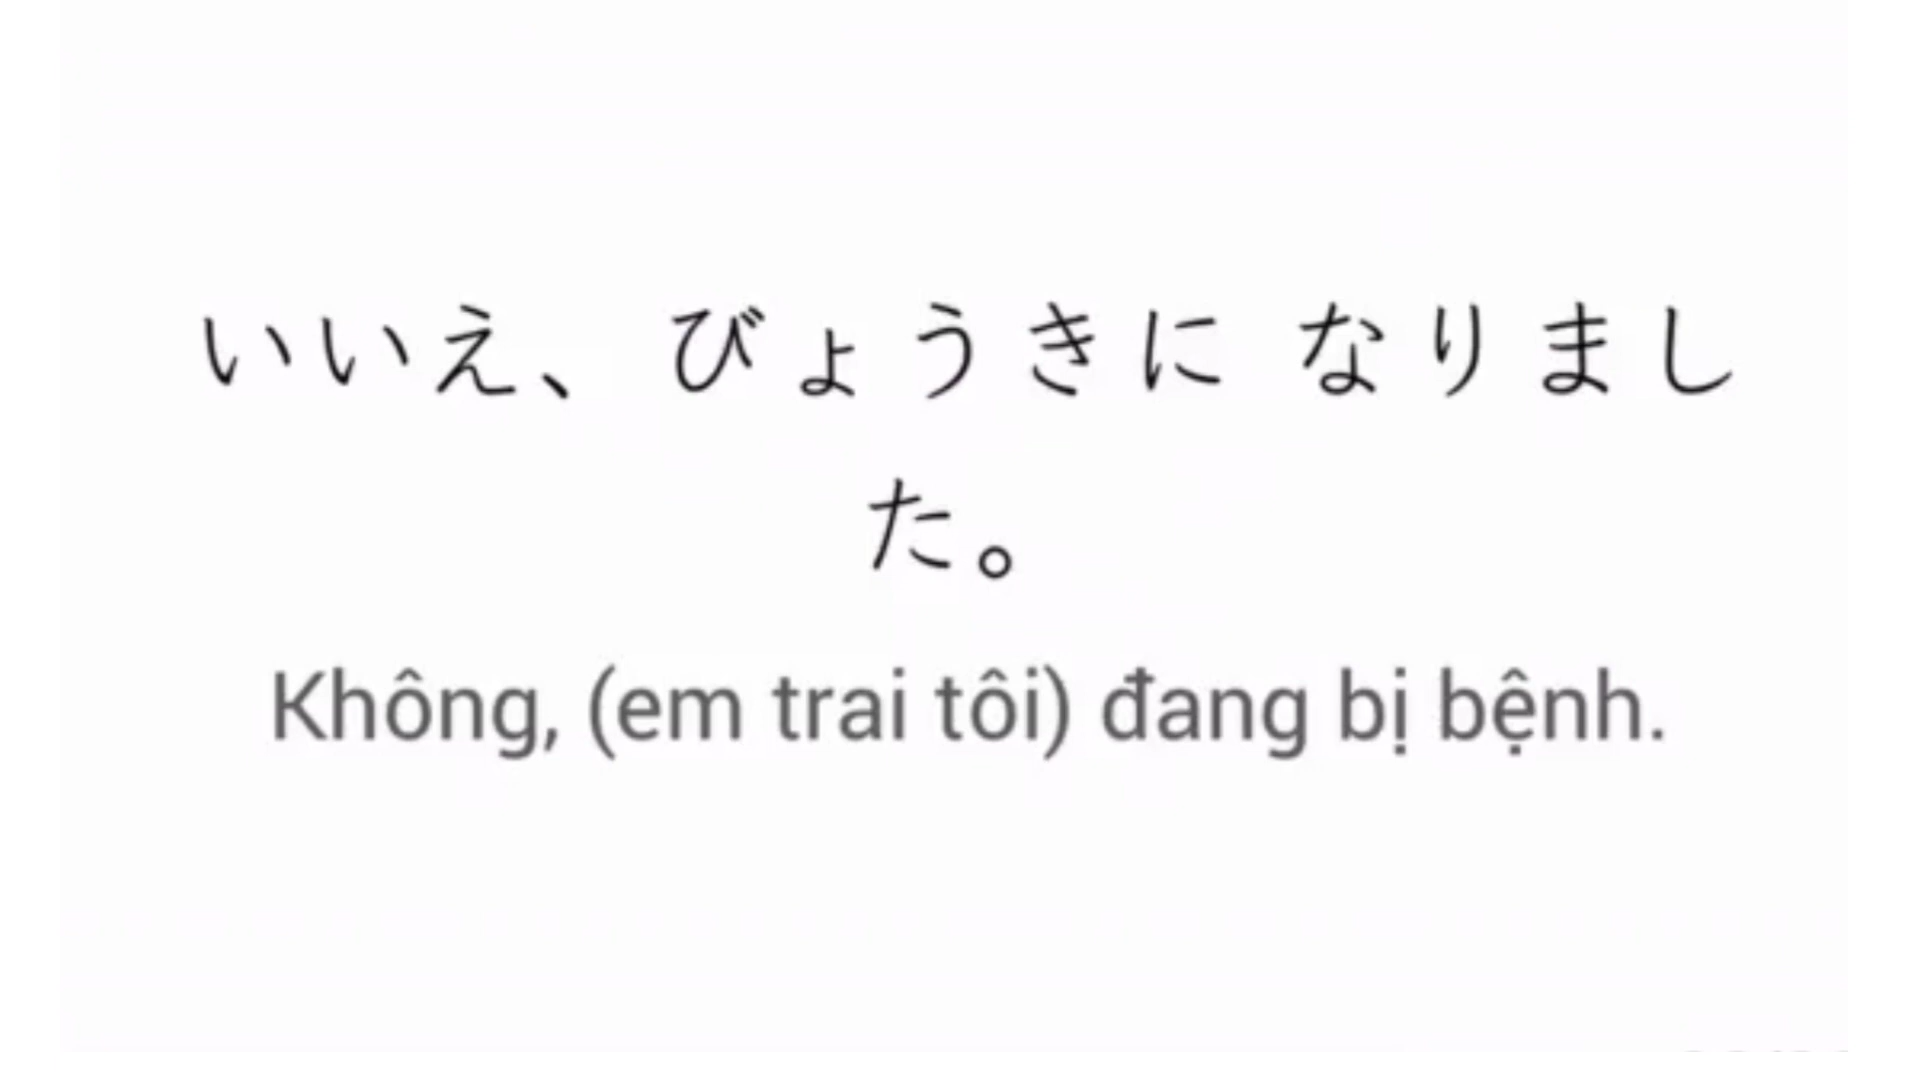 いいえ、 びょうきに なりまし
た。
Không, (em trai tôi) đang bị bệnh.